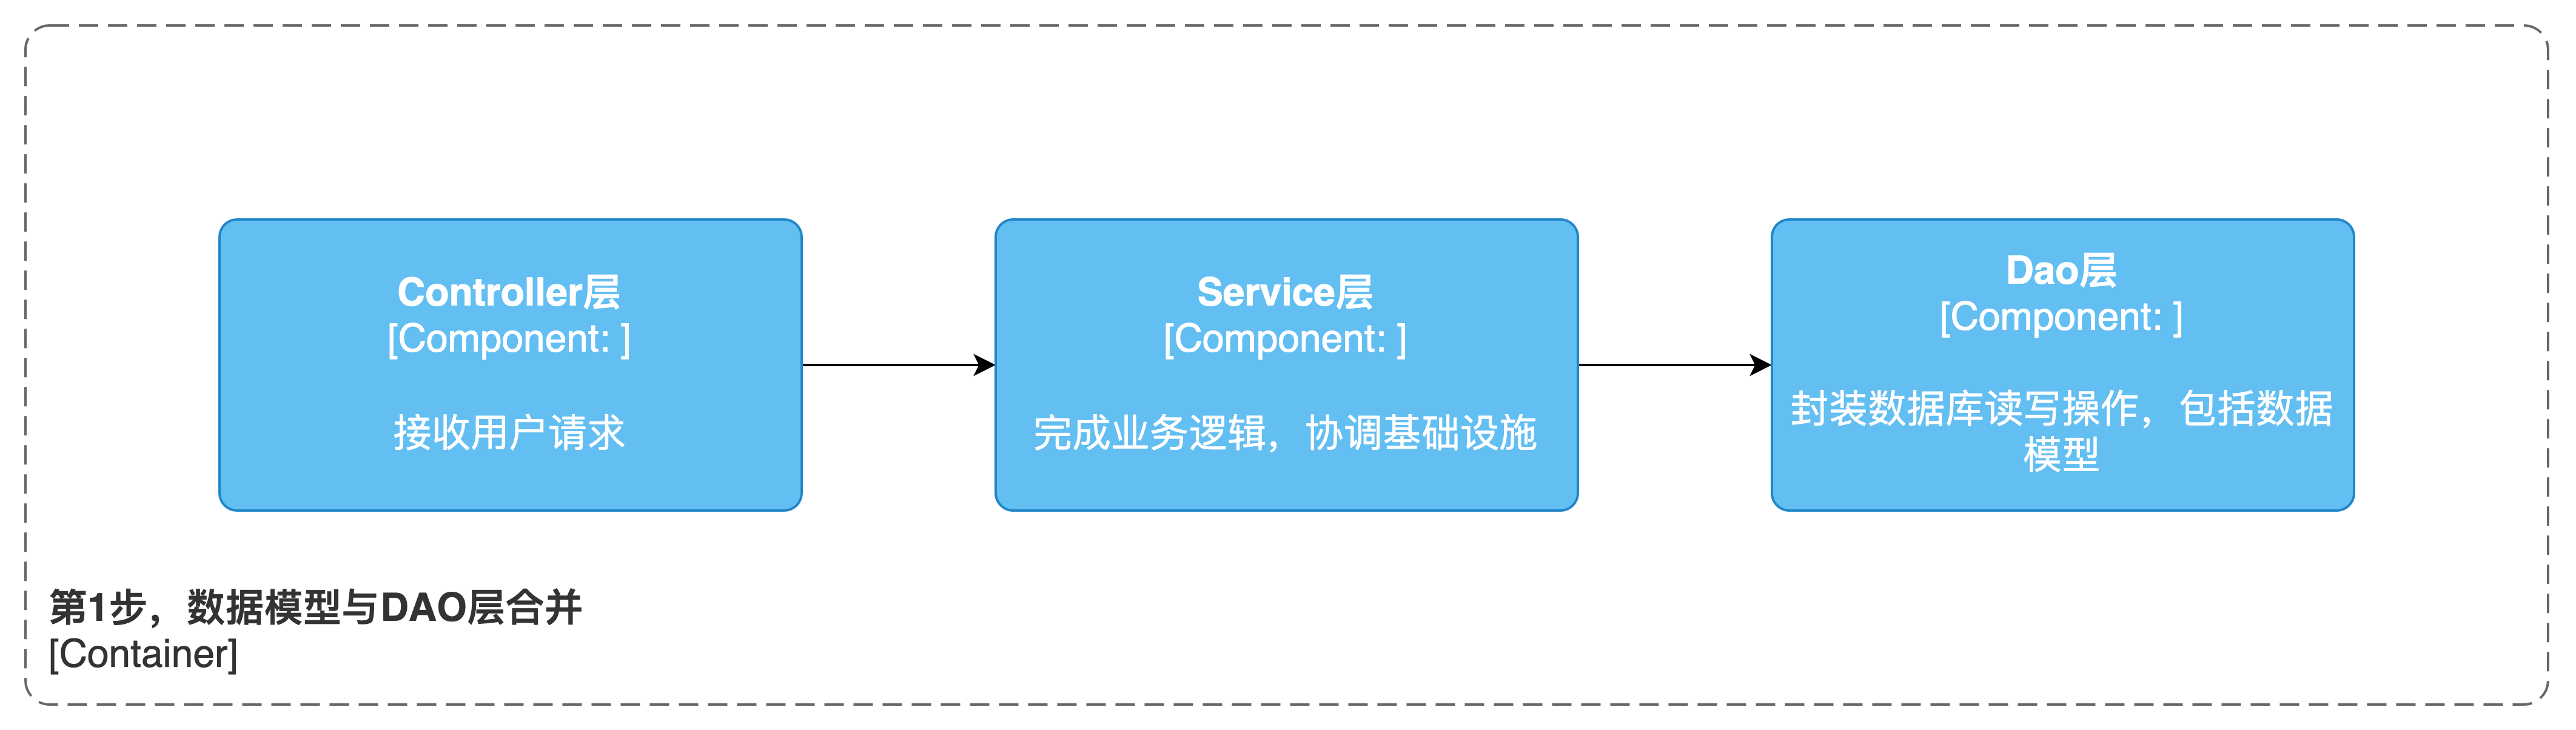 Controller层
[Component: ]
接收用户请求
Service层
[Component: ]
完成业务逻辑，协调基础设施
Dao层
[Component: ]
封装数据库读写操作，包括数据
模型
第1步，数据模型与DAO层合并
[Container]